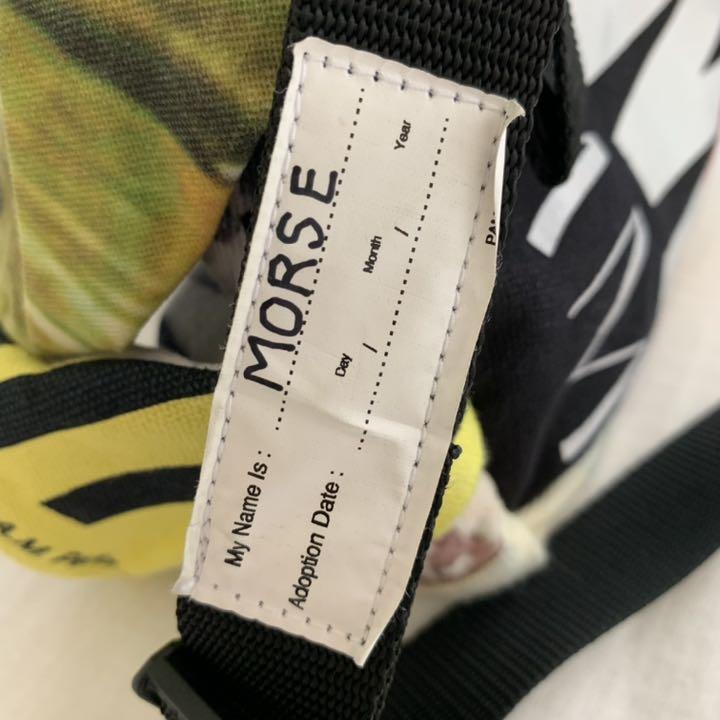 My Name Is : MORSE
Adoption Date : Day / Month / Year